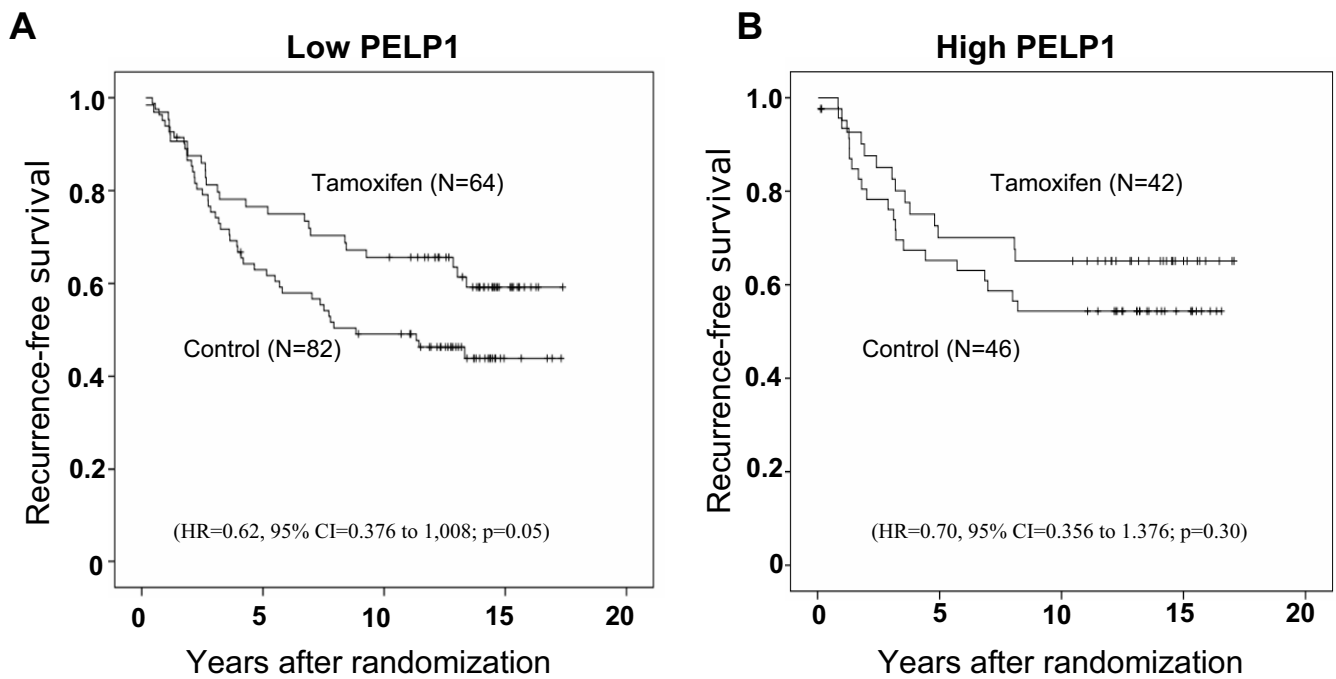 A
Low PELP1
1.0
0.8
0.6
0.4
0.2
0
Recurrence-free survival
Tamoxifen (N=64)
Control (N=82)
(HR=0.62, 95% CI=0.376 to 1,008; p=0.05)
0 5 10 15 20
Years after randomization
B
High PELP1
1.0
0.8
0.6
0.4
0.2
0
Recurrence-free survival
Tamoxifen (N=42)
Control (N=46)
(HR=0.70, 95% CI=0.356 to 1.376; p=0.30)
0 5 10 15 20
Years after randomization